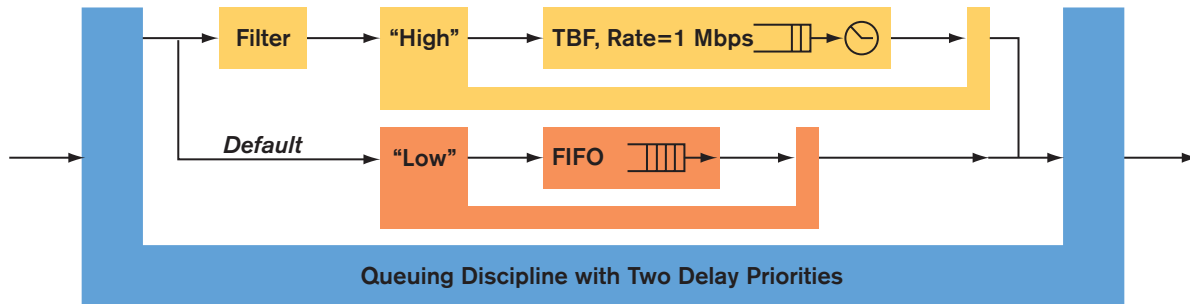 Filter
“High”
TBF, Rate=1 Mbps
Default
“Low”
FIFO
Queuing Discipline with Two Delay Priorities